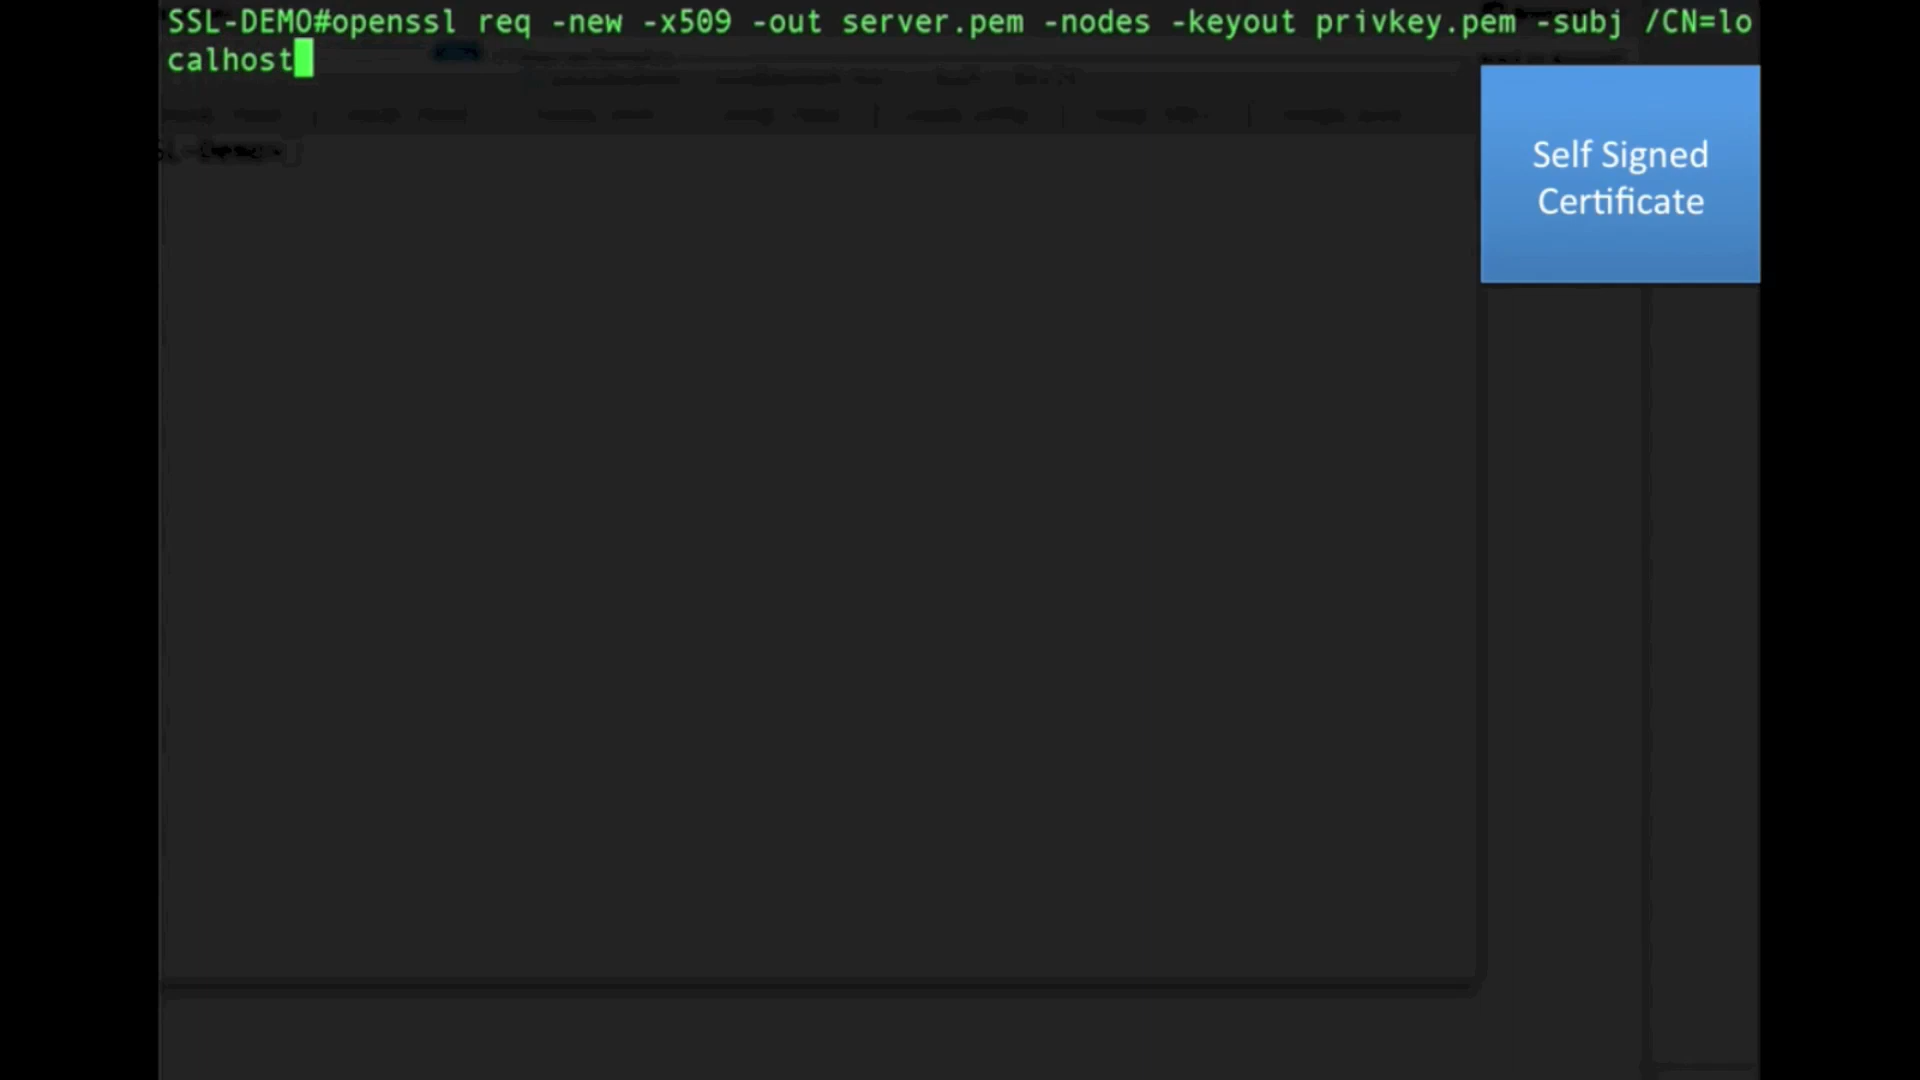 SSL-DEMO#openssl req -new -x509 -out server.pem -nodes -keyout privkey.pem -subj /CN=lo
calhost
Self Signed
Certificate